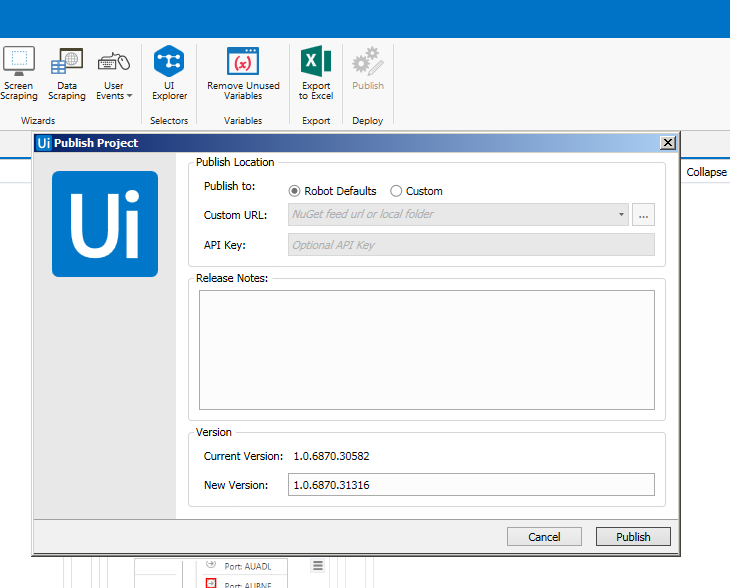 Screen
Scraping
Data
Scraping
User
Events
UI
Explorer
Remove Unused
Variables
Export
to Excel
Publish
Wizards
Selectors
Variables
Export
Deploy
Ui Publish Project
Collapse
Ui
Publish Location
Publish to:
Robot Defaults
Custom
Custom URL:
NuGet feed url or local folder
...
API Key:
Optional API Key
Release Notes:
Version
Current Version: 1.0.6870.30582
New Version: 1.0.6870.31316
Cancel
Publish
Port: AUADL
Port: AUBNE